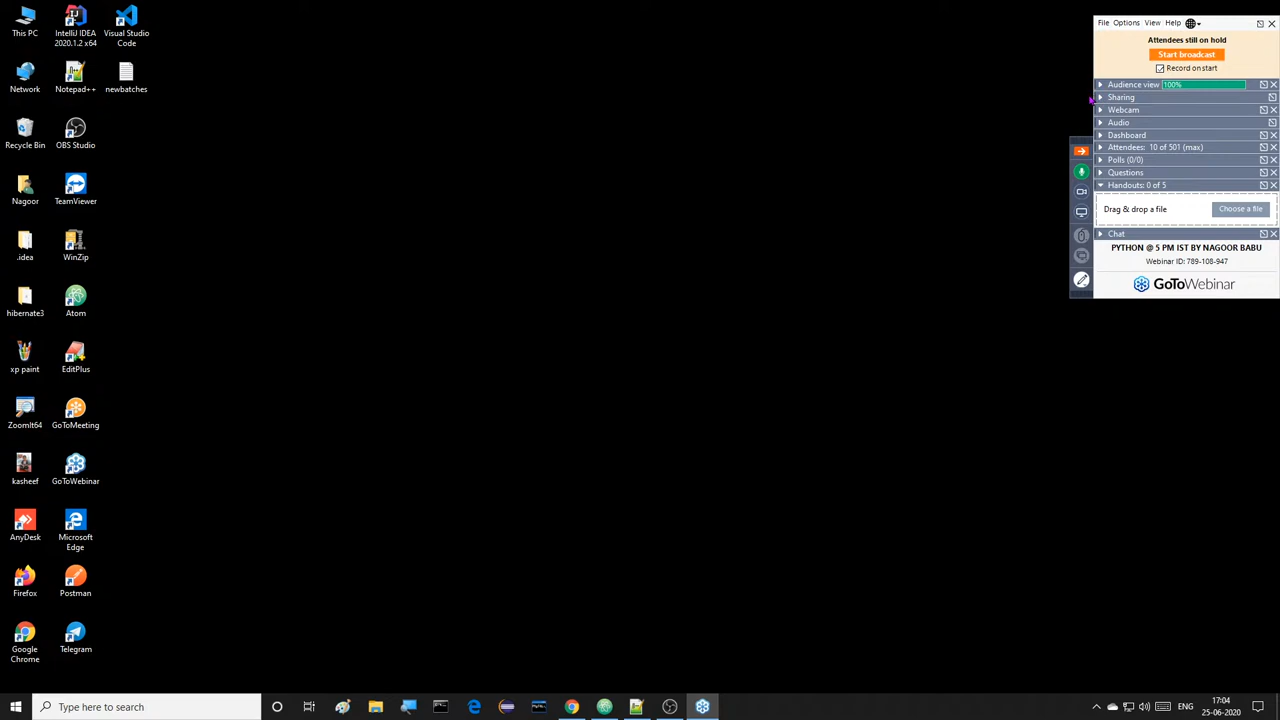 This PC
IntelliJ IDEA
2020.1.2 x64
Visual Studio
Code
Network
Notepad++
newbatches
Recycle Bin
OBS Studio
Nagoor
TeamViewer
.idea
WinZip
hibernate3
Atom
xp paint
EditPlus
ZoomIt64
GoToMeeting
kasheef
GoToWebinar
AnyDesk
Microsoft
Edge
Firefox
Postman
Google
Chrome
Telegram
File Options View Help
Attendees still on hold
Start broadcast
Record on start
Audience view 100%
Sharing
Webcam
Audio
Dashboard
Attendees: 10 of 501 (max)
Polls (0/0)
Questions
Handouts: 0 of 5
Drag & drop a file Choose a file
Chat
PYTHON @ 5 PM IST BY NAGOOR BABU
Webinar ID: 789-108-947
GoToWebinar
Type here to search
ENG
17:04
25-06-2020